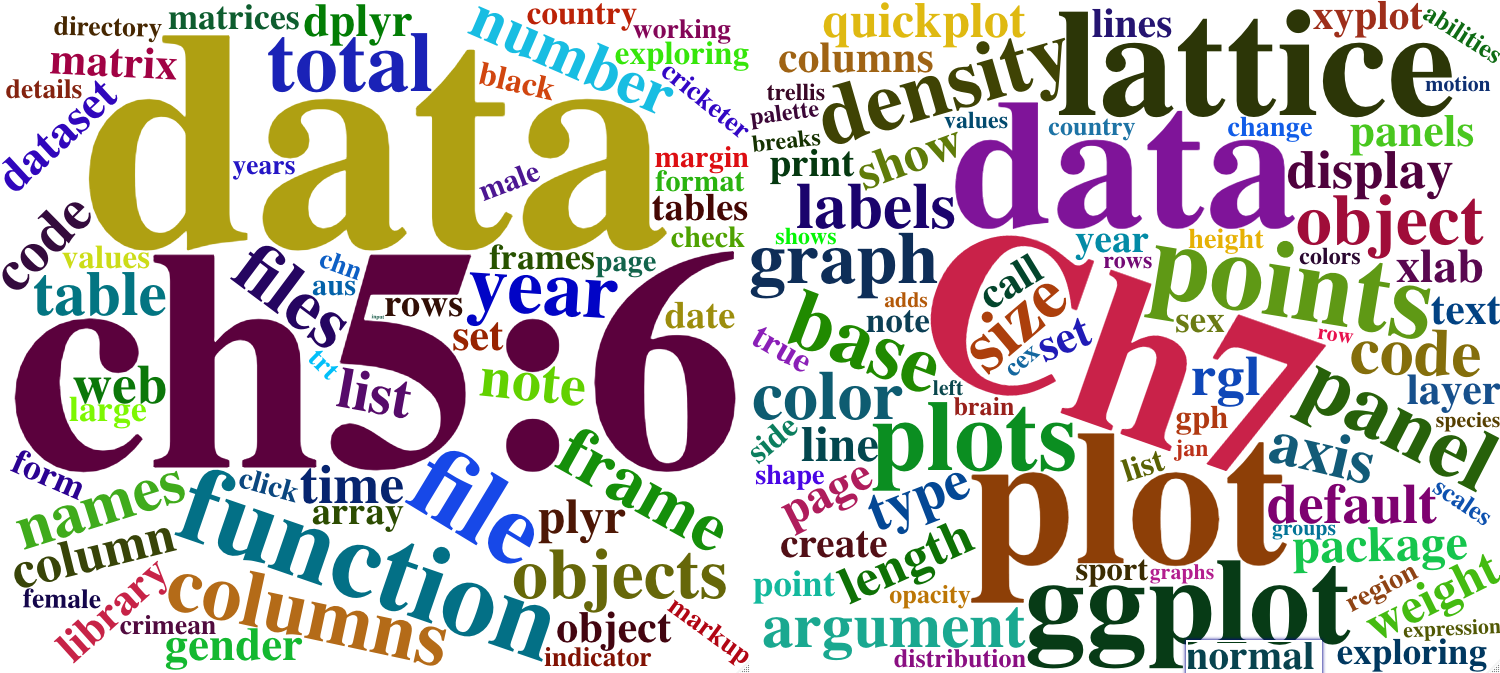 directory
matrices
dplyr
country
working
matrix
total
number
exploring
details
black
cricketer
dataset
data
years
male
margin
format
tables
code
check
values
files
chn
aus
frames
page
table
rows
year
date
ch5:6
input
set
trt
web
large
list
note
form
names
click
time
array
file
frame
column
function
plyr
objects
library
columns
female
crimean
gender
object
indicator
markup
quickplot
lines
xyplot
abilities
columns
density
lattice
trellis
motion
palette
values
country
change
panels
breaks
print
show
data
display
labels
object
shows
graph
year
height
rows
colors
xlab
call
points
adds
size
text
note
base
true
cex
set
sex
row
code
Ch7
color
left
rgl
layer
brain
gph
panel
species
side
line
plots
jan
axis
shape
list
page
type
plot
default
scales
groups
create
length
package
point
sport
graphs
opacity
region
weight
argument
ggplot
expression
distribution
normal
exploring